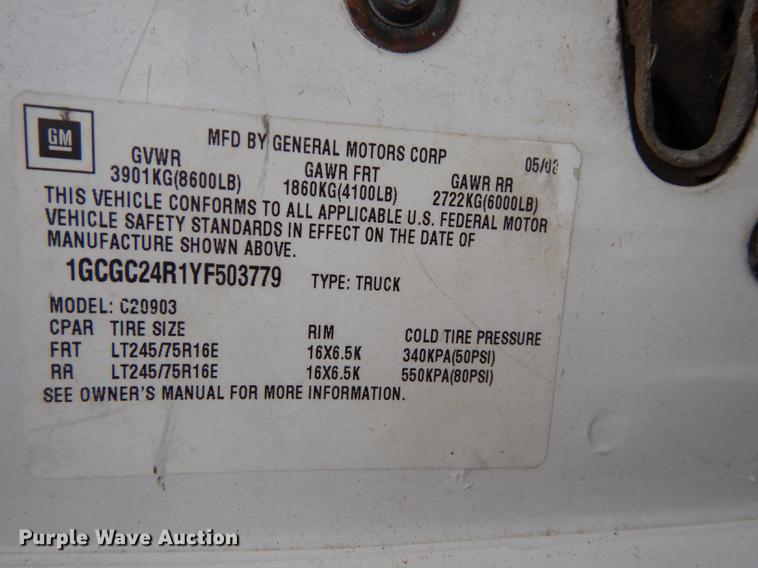 GM
MFD BY GENERAL MOTORS CORP
GVWR GAWR FRT GAWR RR
3901KG(8600LB) 1860KG(4100LB) 2722KG(6000LB)
THIS VEHICLE CONFORMS TO ALL APPLICABLE U.S. FEDERAL MOTOR
VEHICLE SAFETY STANDARDS IN EFFECT ON THE DATE OF
MANUFACTURE SHOWN ABOVE.
1GCGC24R1YF503779 TYPE: TRUCK
MODEL: C20903
CPAR TIRE SIZE RIM COLD TIRE PRESSURE
FRT LT245/75R16E 16X6.5K 340KPA(50PSI)
RR LT245/75R16E 16X6.5K 550KPA(80PSI)
SEE OWNER'S MANUAL FOR MORE INFORMATION.
Purple Wave Auction